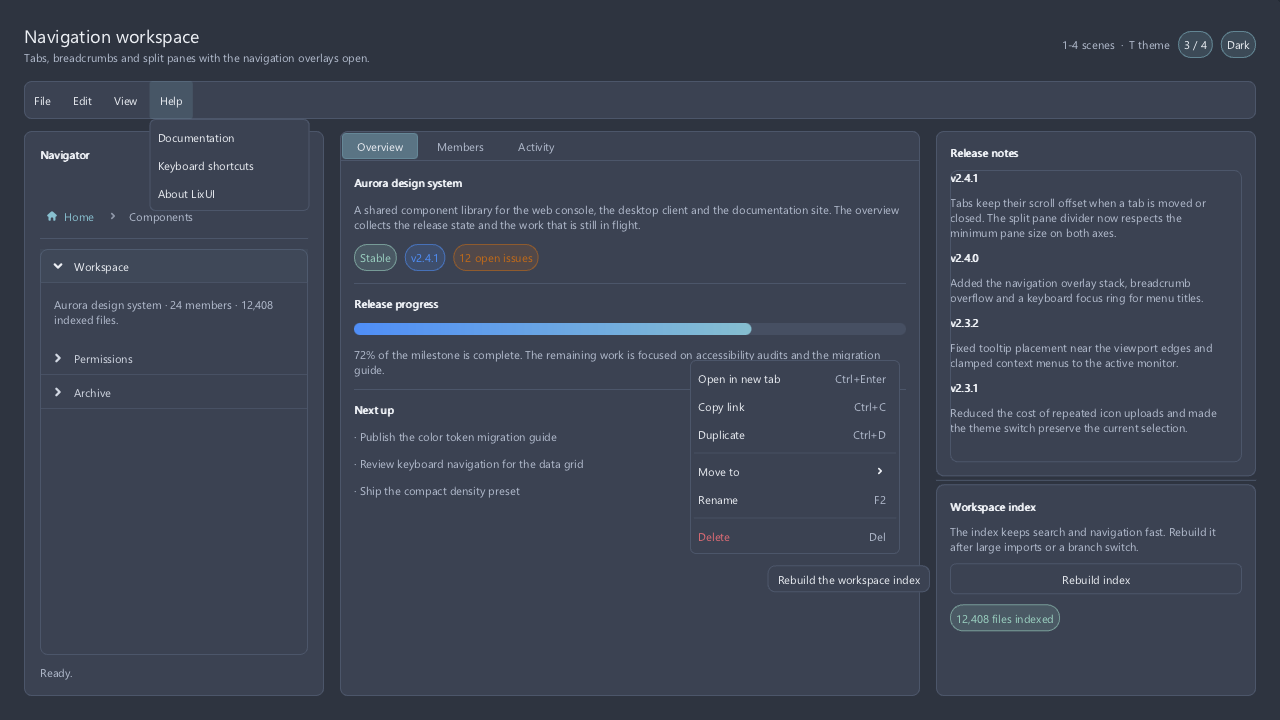 Navigation workspace
Tabs, breadcrumbs and split panes with the navigation overlays open.
1-4 scenes · T theme
3 / 4
Dark
File
Edit
View
Help
Documentation
Keyboard shortcuts
About LixUI
Navigator
Home
Components
Workspace
Aurora design system · 24 members · 12,408
indexed files.
Permissions
Archive
Ready.
Overview
Members
Activity
Aurora design system
A shared component library for the web console, the desktop client and the documentation site. The overview
collects the release state and the work that is still in flight.
Stable
v2.4.1
12 open issues
Release progress
72% of the milestone is complete. The remaining work is focused on accessibility audits and the migration
guide.
Next up
· Publish the color token migration guide
· Review keyboard navigation for the data grid
· Ship the compact density preset
Open in new tab Ctrl+Enter
Copy link Ctrl+C
Duplicate Ctrl+D
Move to
Rename F2
Delete Del
Rebuild the workspace index
Release notes
v2.4.1
Tabs keep their scroll offset when a tab is moved or
closed. The split pane divider now respects the
minimum pane size on both axes.
v2.4.0
Added the navigation overlay stack, breadcrumb
overflow and a keyboard focus ring for menu titles.
v2.3.2
Fixed tooltip placement near the viewport edges and
clamped context menus to the active monitor.
v2.3.1
Reduced the cost of repeated icon uploads and made
the theme switch preserve the current selection.
Workspace index
The index keeps search and navigation fast. Rebuild it
after large imports or a branch switch.
Rebuild index
12,408 files indexed